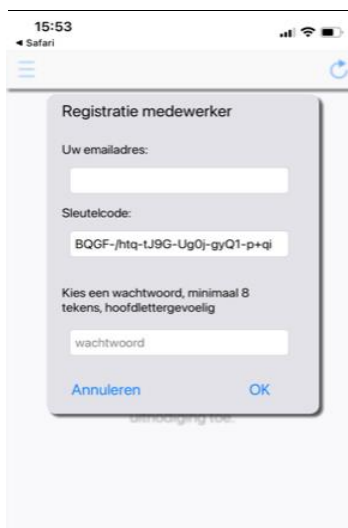 15:53
◀ Safari
Registratie medewerker
Uw emailadres:
Sleutelcode:
BQGF-/htq-tJ9G-Ug0j-gyQ1-p+qi
Kies een wachtwoord, minimaal 8
tekens, hoofdlettergevoelig
wachtwoord
Annuleren OK
uitnodiging toe.